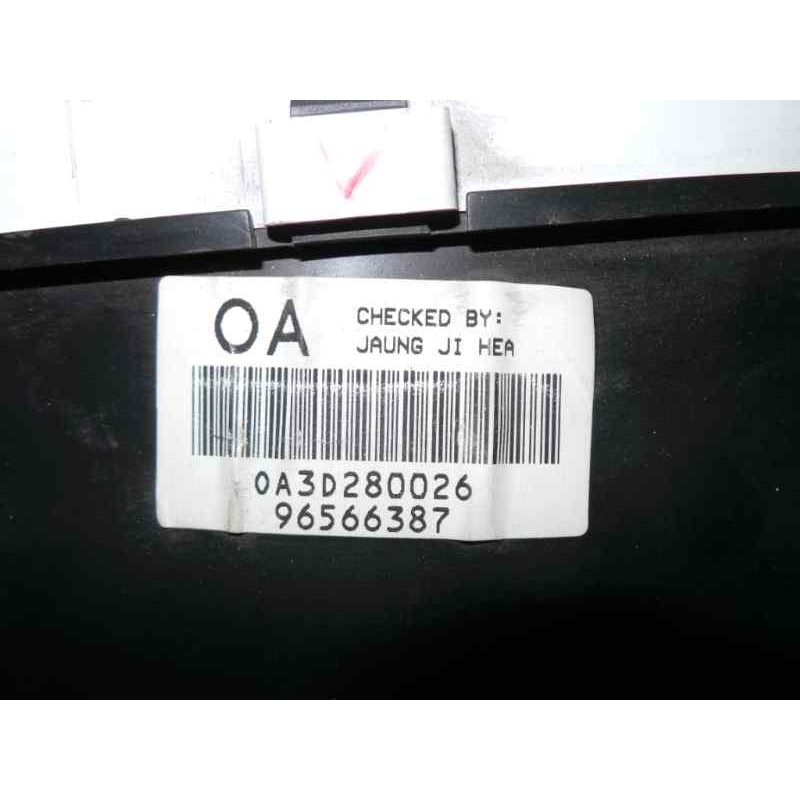 OA
CHECKED BY:
JAUNG JI HEA
0A3D280026
96566387